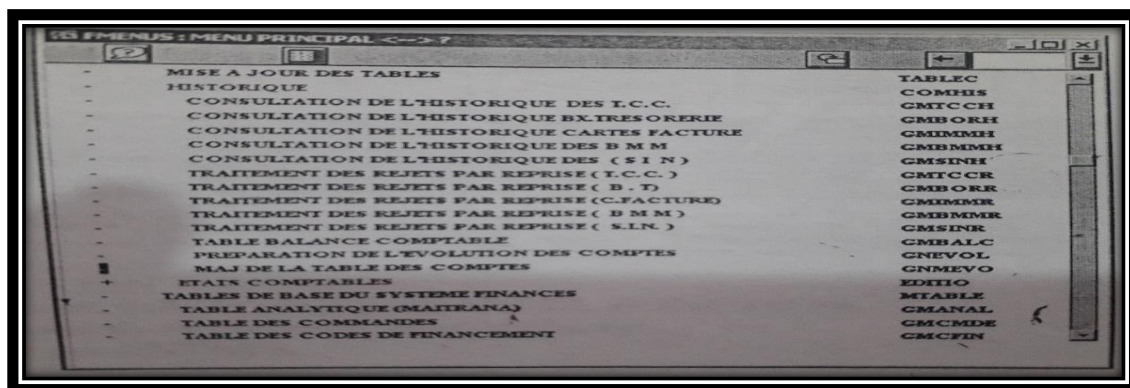 FMENUS : MENU PRINCIPAL <--> ?
- MISE A JOUR DES TABLES TABLEC
- HISTORIQUE COMHIS
- CONSULTATION DE L'HISTORIQUE DES T.C.C. GMTCCH
- CONSULTATION DE L'HISTORIQUE BX.TRESORERIE GMBORH
- CONSULTATION DE L'HISTORIQUE CARTES FACTURE GMIMMH
- CONSULTATION DE L'HISTORIQUE DES B M M GMBMMH
- CONSULTATION DE L'HISTORIQUE DES ( S I N ) GMSINH
- TRAITEMENT DES REJETS PAR REPRISE ( T.C.C. ) GMTCCR
- TRAITEMENT DES REJETS PAR REPRISE ( B . T) GMBORR
- TRAITEMENT DES REJETS PAR REPRISE (C.FACTURE) GMIMMR
- TRAITEMENT DES REJETS PAR REPRISE ( B M M ) GMBMMR
- TRAITEMENT DES REJETS PAR REPRISE ( S.I.N. ) GMSINR
- TABLE BALANCE COMPTABLE GMBALC
- PREPARATION DE L'EVOLUTION DES COMPTES GNEVOL
MAJ DE LA TABLE DES COMPTES GNMEVO
+ ETATS COMPTABLES EDITIO
- TABLES DE BASE DU SYSTEME FINANCES MTABLE
- TABLE ANALYTIQUE (MAITRANA) GMANAL
- TABLE DES COMMANDES GMCMDE
- TABLE DES CODES DE FINANCEMENT GMCFIN